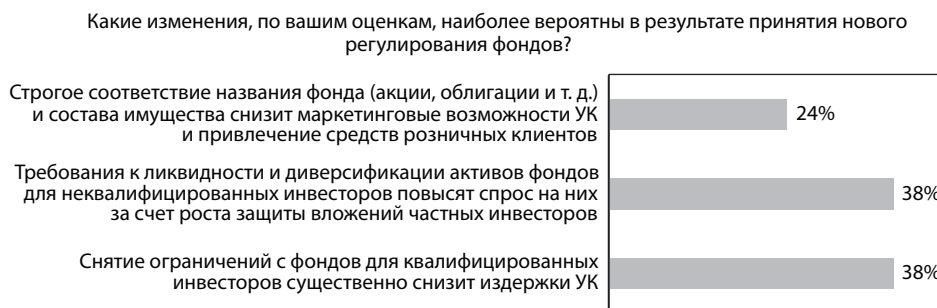 Какие изменения, по вашим оценкам, наиболее вероятны в результате принятия нового
регулирования фондов?
Строгое соответствие названия фонда (акции, облигации и т. д.)
и состава имущества снизит маркетинговые возможности УК
и привлечение средств розничных клиентов
24%
Требования к ликвидности и диверсификации активов фондов
для неквалифицированных инвесторов повысят спрос на них
за счет роста защиты вложений частных инвесторов
38%
Снятие ограничений с фондов для квалифицированных
инвесторов существенно снизит издержки УК
38%